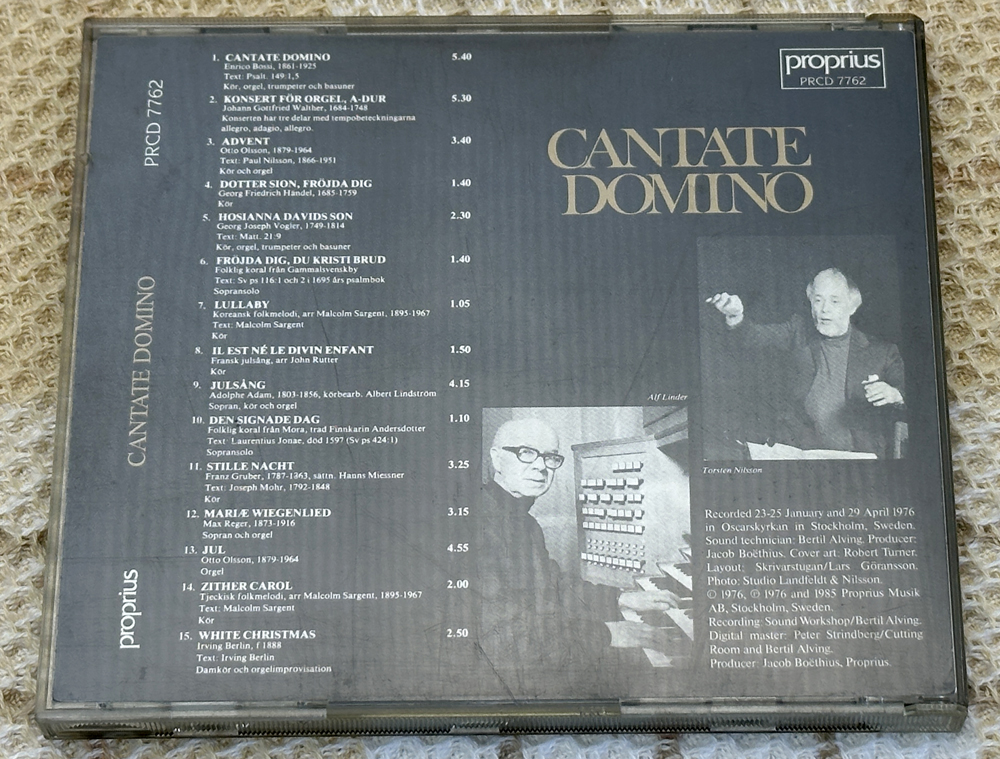 PRCD 7762
CANTATE DOMINO
proprius
1. CANTATE DOMINO 5.40
Enrico Bossi, 1861-1925
Text: Psalt. 149:1,5
Kör, orgel, trumpeter och basuner
2. KONSERT FÖR ORGEL, A-DUR 5.30
Johann Gottfried Walther, 1684-1748
Konserten har tre delar med tempobeteckningarna
allegro, adagio, allegro.
3. ADVENT 3.40
Otto Olsson, 1879-1964
Text: Paul Nilsson, 1866-1951
Kör och orgel
4. DOTTER SION, FRÖJDA DIG 1.40
Georg Friedrich Händel, 1685-1759
Kör
5. HOSIANNA DAVIDS SON 2.30
Georg Joseph Vogler, 1749-1814
Text: Matt. 21:9
Kör, orgel, trumpeter och basuner
6. FRÖJDA DIG, DU KRISTI BRUD 1.40
Folklig koral från Gammalsvenskby
Text: Sv ps 116:1 och 2 i 1695 års psalmbok
Sopransolo
7. LULLABY 1.05
Koreansk folkmelodi, arr Malcolm Sargent, 1895-1967
Text: Malcolm Sargent
Kör
8. IL EST NÉ LE DIVIN ENFANT 1.50
Fransk julsång, arr John Rutter
Kör
9. JULSÅNG 4.15
Adolphe Adam, 1803-1856, körbearb. Albert Lindström
Sopran, kör och orgel
10. DEN SIGNADE DAG 1.10
Folklig koral från Mora, trad Finnkarin Andersdotter
Text: Laurentius Jonae, död 1597 (Sv ps 424:1)
Sopransolo
11. STILLE NACHT 3.25
Franz Gruber, 1787-1863, sättn. Hanns Miessner
Text: Joseph Mohr, 1792-1848
Kör
12. MARIÆ WIEGENLIED 3.15
Max Reger, 1873-1916
Sopran och orgel
13. JUL 4.55
Otto Olsson, 1879-1964
Orgel
14. ZITHER CAROL 2.00
Tjeckisk folkmelodi, arr Malcolm Sargent, 1895-1967
Text: Malcolm Sargent
Kör
15. WHITE CHRISTMAS 2.50
Irving Berlin, f 1888
Text: Irving Berlin
Damkör och orgelimprovisation
proprius
PRCD 7762
CANTATE
DOMINO
Alf Linder
Torsten Nilsson
Recorded 23-25 January and 29 April 1976
in Oscarskyrkan in Stockholm, Sweden.
Sound technician: Bertil Alving. Producer:
Jacob Boëthius. Cover art: Robert Turner.
Layout: Skrivarstugan/Lars Göransson.
Photo: Studio Landfeldt & Nilsson.
© 1976, ℗ 1976 and 1985 Proprius Musik
AB, Stockholm, Sweden.
Recording: Sound Workshop/Bertil Alving.
Digital master: Peter Strindberg/Cutting
Room and Bertil Alving.
Producer: Jacob Boëthius, Proprius.